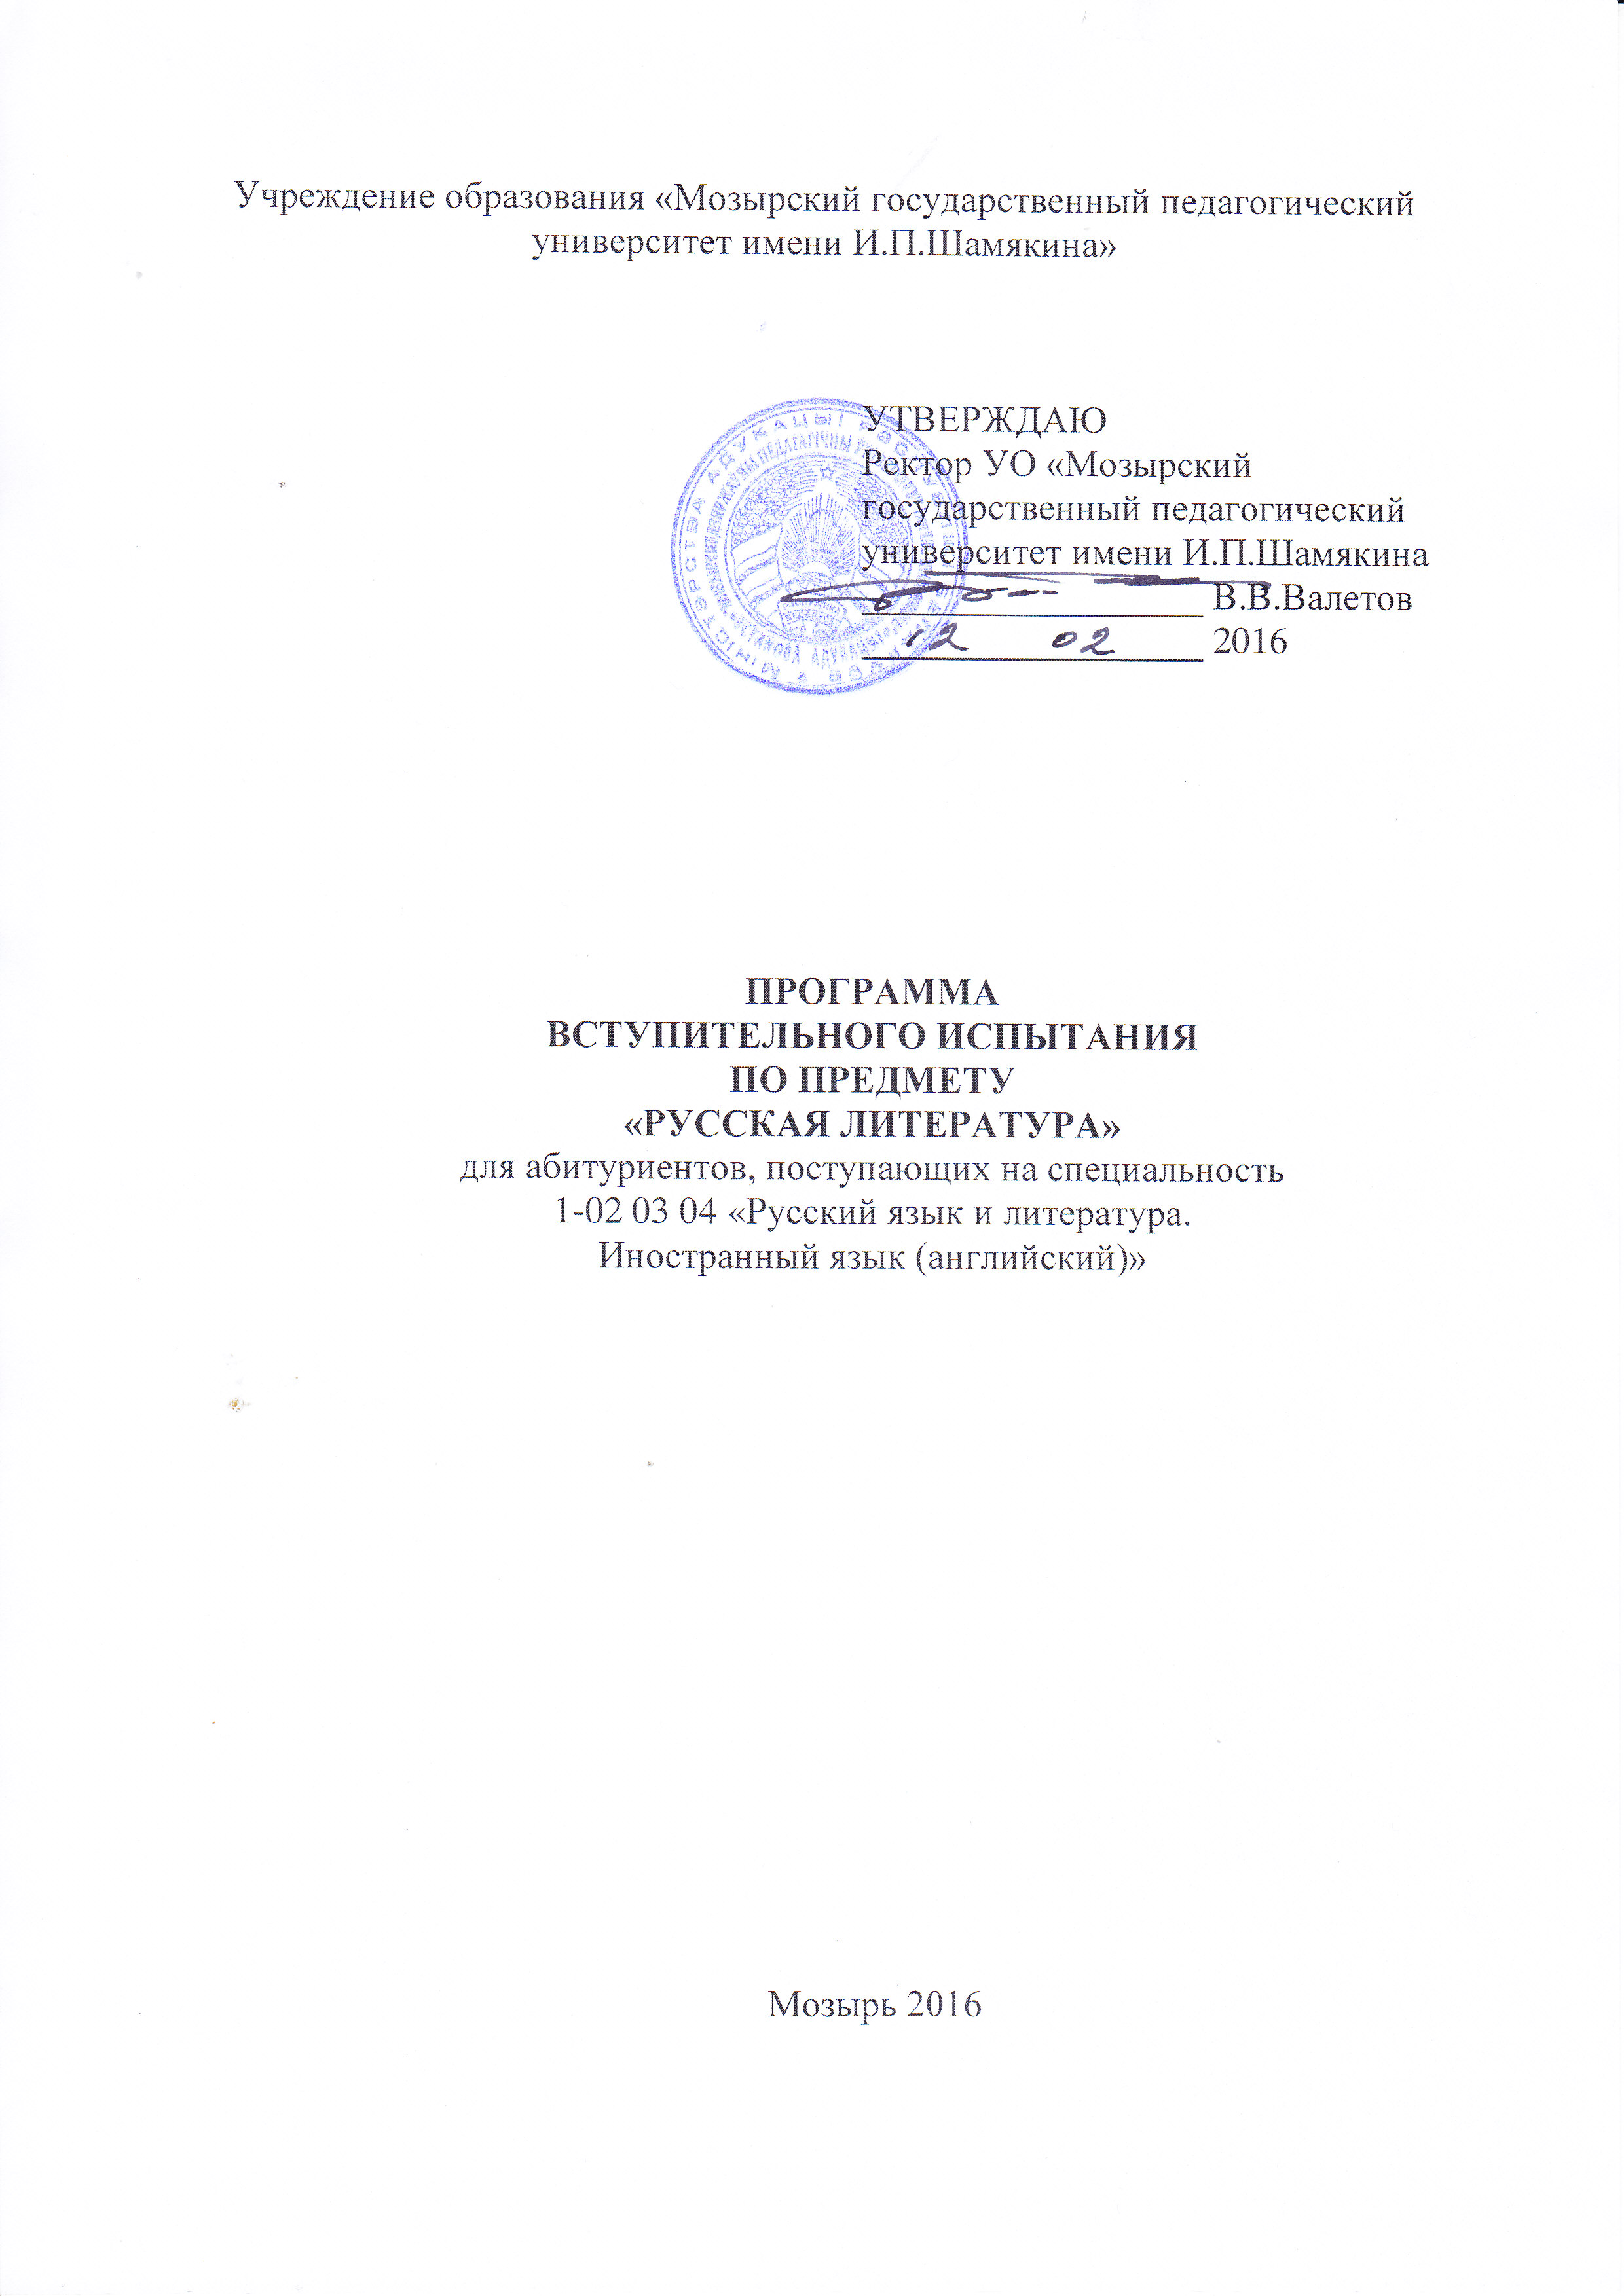 Учреждение образования «Мозырский государственный педагогический
университет имени И.П.Шамякина»
УТВЕРЖДАЮ
Ректор УО «Мозырский
государственный педагогический
университет имени И.П.Шамякина
В.В.Валетов
12 02 2016
ПРОГРАММА
ВСТУПИТЕЛЬНОГО ИСПЫТАНИЯ
ПО ПРЕДМЕТУ
«РУССКАЯ ЛИТЕРАТУРА»
для абитуриентов, поступающих на специальность
1-02 03 04 «Русский язык и литература.
Иностранный язык (английский)»
Мозырь 2016